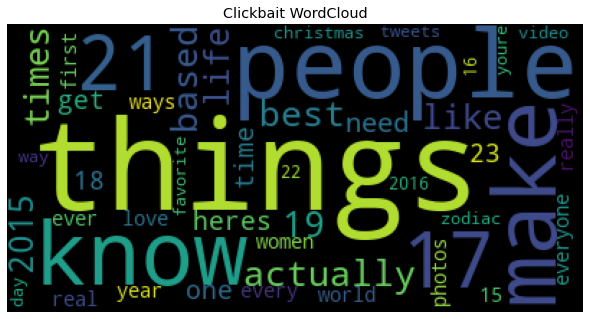 Clickbait WordCloud
times
first
21
based
life
christmas
tweets
people
16
youre
video
get
ways
best
need
like
make
really
things
time
23
way
18
favorite
22
2016
2015
ever
love
heres
19
zodiac
everyone
know
women
17
actually
photos
day
real
year
one
every
world
15